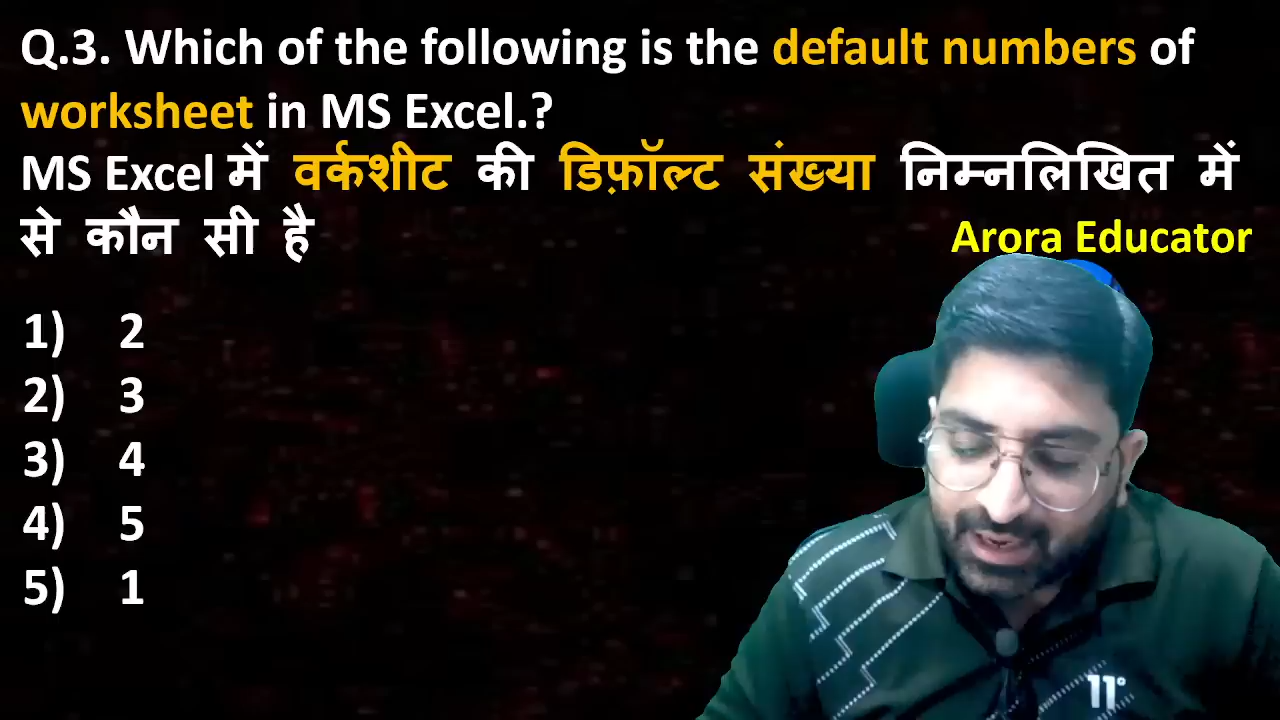 Q.3. Which of the following is the default numbers of
worksheet in MS Excel.?
MS Excel में वर्कशीट की डिफ़ॉल्ट संख्या निम्नलिखित में
से कौन सी है
Arora Educator
1) 2
2) 3
3) 4
4) 5
5) 1
11°